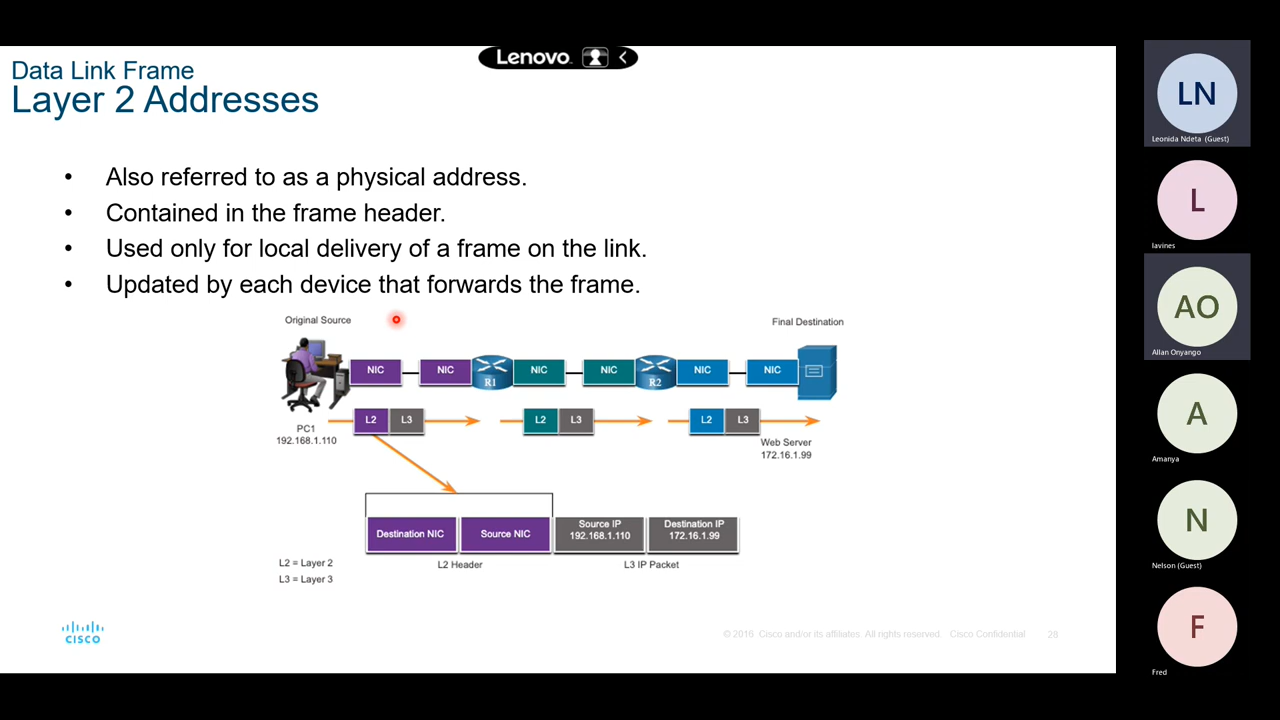 Lenovo
Data Link Frame
Layer 2 Addresses
• Also referred to as a physical address.
• Contained in the frame header.
• Used only for local delivery of a frame on the link.
• Updated by each device that forwards the frame.
Original Source
Final Destination
NIC
NIC
R1
NIC
NIC
R2
NIC
NIC
L2 L3
L2 L3
L2 L3
PC1
192.168.1.110
Web Server
172.16.1.99
Destination NIC
Source NIC
Source IP
192.168.1.110
Destination IP
172.16.1.99
L2 = Layer 2
L3 = Layer 3
L2 Header
L3 IP Packet
CISCO
© 2016 Cisco and/or its affiliates. All rights reserved. Cisco Confidential
28
LN
Leonida Ndeta (Guest)
L
lavines
AO
Allan Onyango
A
Amanya
N
Nelson (Guest)
F
Fred